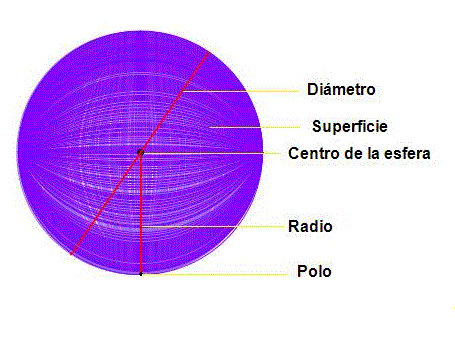 Diámetro
Superficie
Centro de la esfera
Radio
Polo